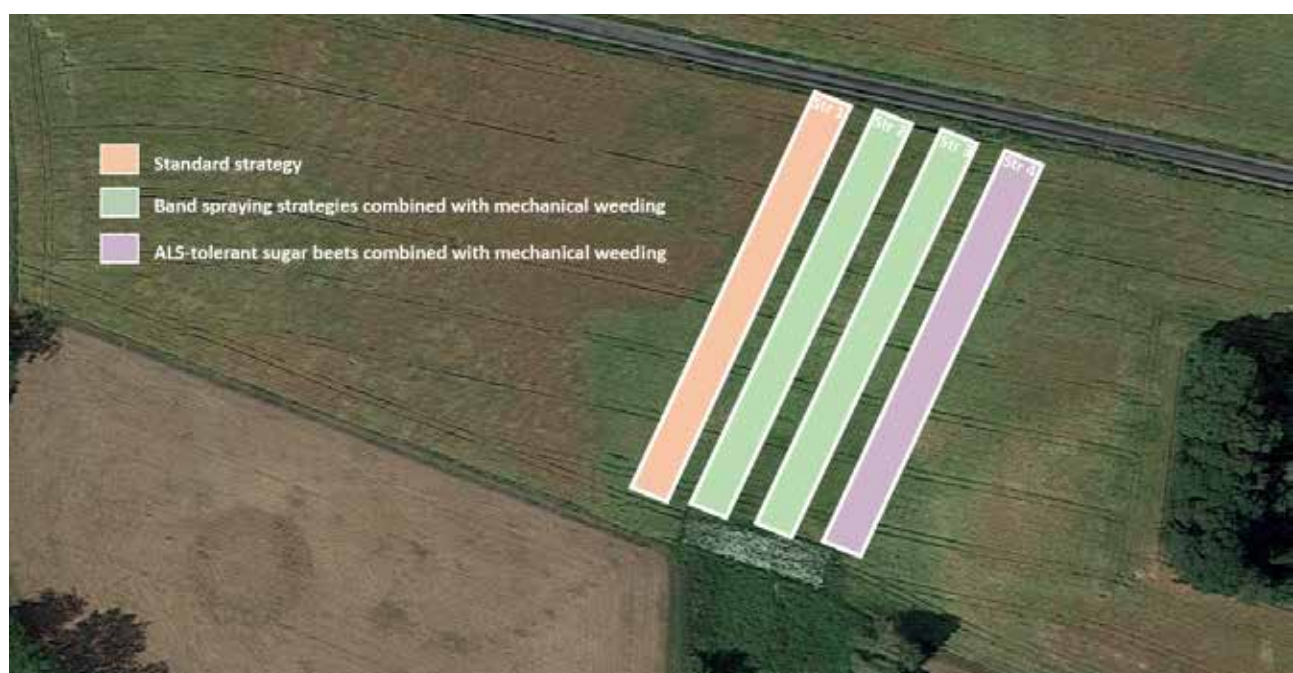 Standard strategy
Band spraying strategies combined with mechanical weeding
ALS-tolerant sugar beets combined with mechanical weeding
Str 1
Str 2
Str 3
Str 4